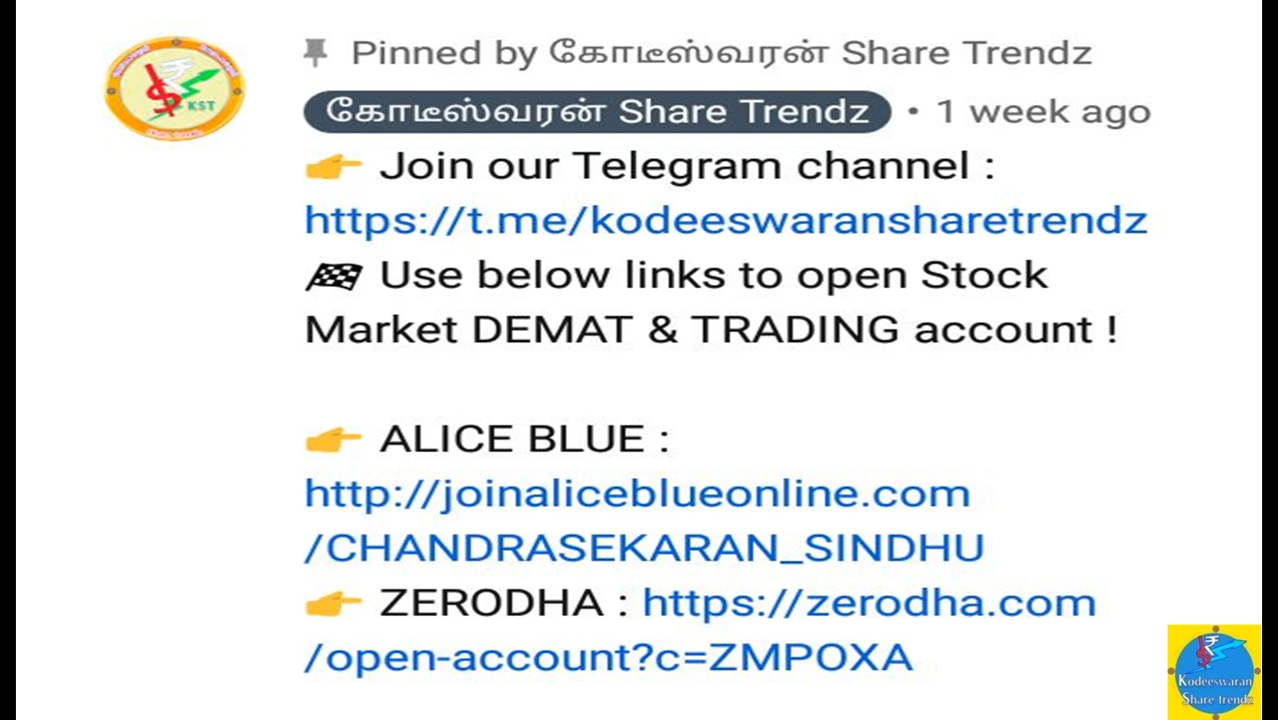 Pinned by கோடீஸ்வரன் Share Trendz
கோடீஸ்வரன் Share Trendz • 1 week ago
👉 Join our Telegram channel :
https://t.me/kodeeswaransharetrendz
🏁 Use below links to open Stock
Market DEMAT & TRADING account !
👉 ALICE BLUE :
http://joinaliceblueonline.com
/CHANDRASEKARAN_SINDHU
👉 ZERODHA : https://zerodha.com
/open-account?c=ZMPOXA
KST
Kodeeswaran
Share trendz